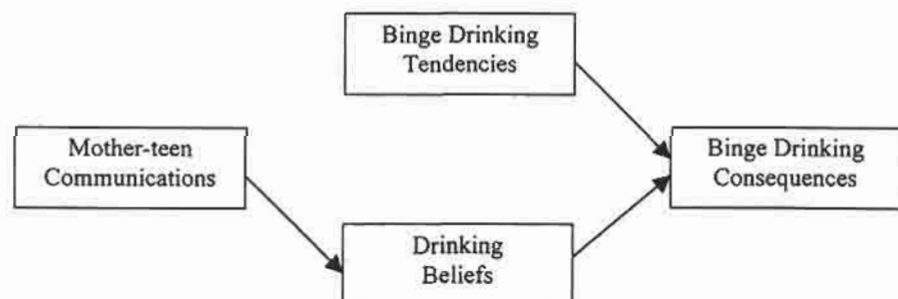 Binge Drinking
Tendencies
Mother-teen
Communications
Binge Drinking
Consequences
Drinking
Beliefs